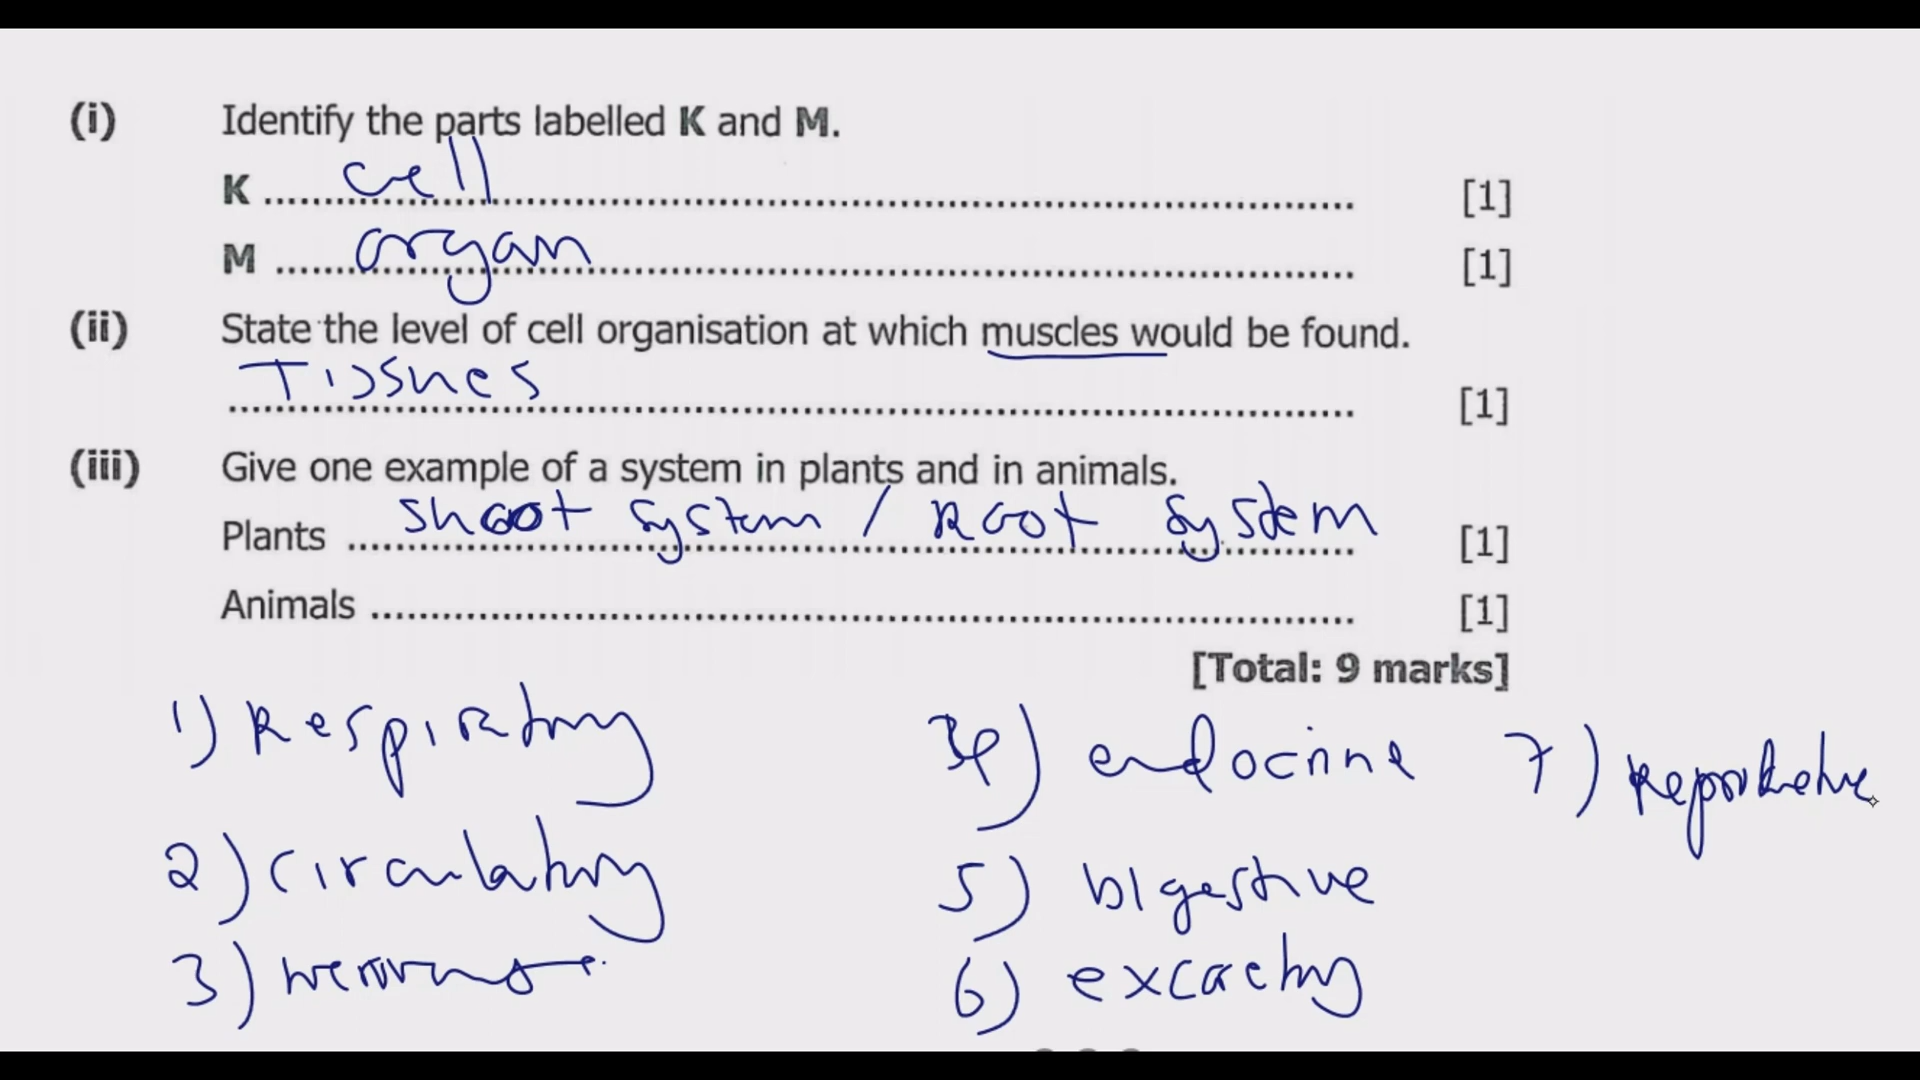 (i) Identify the parts labelled K and M.
K ... cell ... [1]
M ... organ ... [1]
(ii) State the level of cell organisation at which muscles would be found.
Tissues ... [1]
(iii) Give one example of a system in plants and in animals.
Plants ... shoot system / Root system ... [1]
Animals ... [1]
[Total: 9 marks]
1) Respiratory 4) endocrine 7)
2) circulatory 5) Digestive
3) nervous 6)